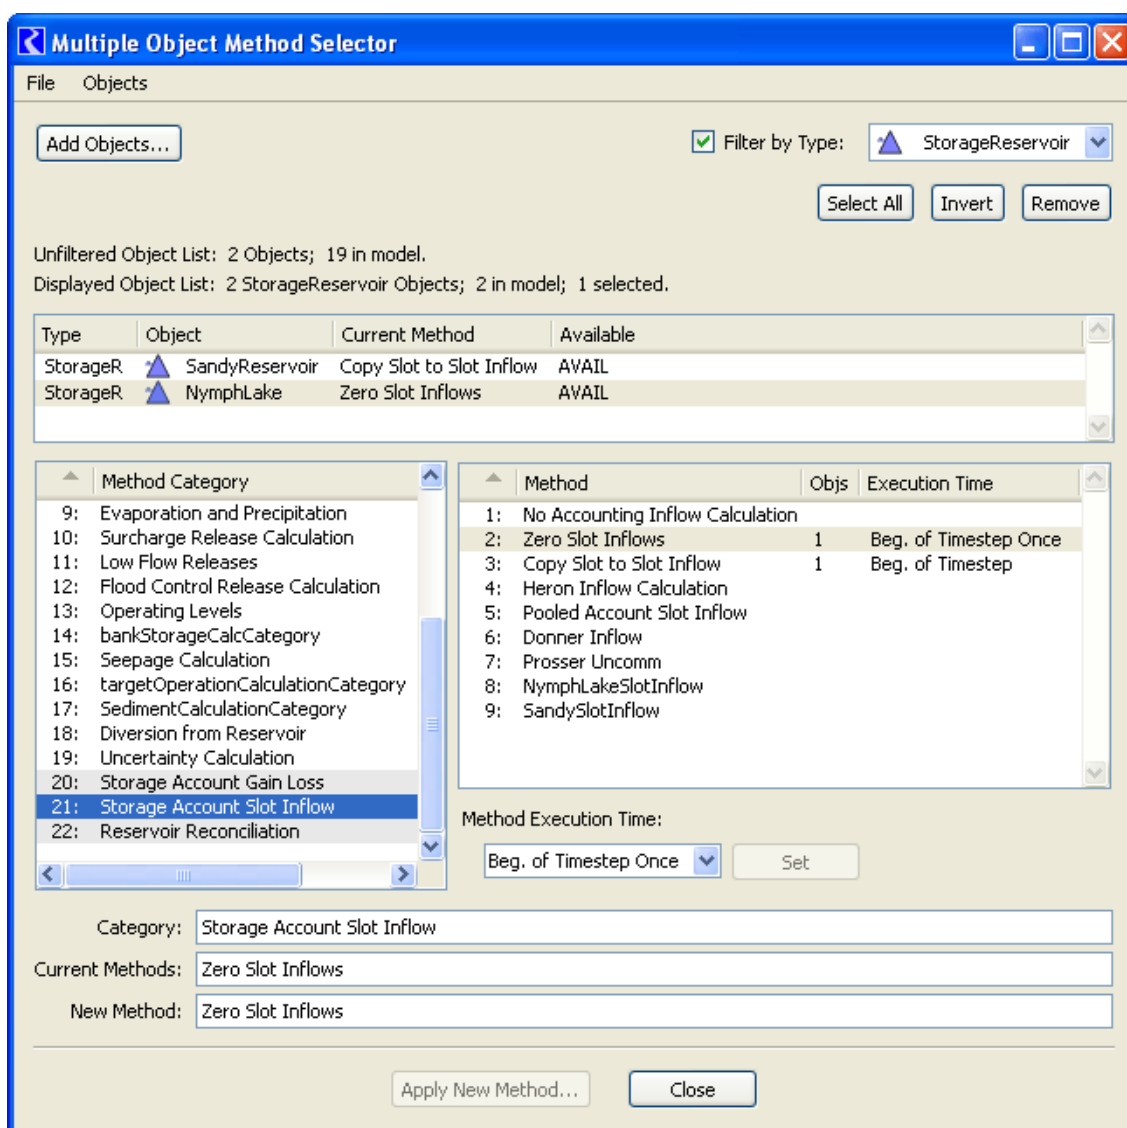 Multiple Object Method Selector
File Objects
Add Objects... Filter by Type: StorageReservoir
Select All Invert Remove
Unfiltered Object List: 2 Objects; 19 in model.
Displayed Object List: 2 StorageReservoir Objects; 2 in model; 1 selected.
Type Object Current Method Available
StorageR SandyReservoir Copy Slot to Slot Inflow AVAIL
StorageR NymphLake Zero Slot Inflows AVAIL
Method Category
9: Evaporation and Precipitation
10: Surcharge Release Calculation
11: Low Flow Releases
12: Flood Control Release Calculation
13: Operating Levels
14: bankStorageCalcCategory
15: Seepage Calculation
16: targetOperationCalculationCategory
17: SedimentCalculationCategory
18: Diversion from Reservoir
19: Uncertainty Calculation
20: Storage Account Gain Loss
21: Storage Account Slot Inflow
22: Reservoir Reconciliation
Method Objs Execution Time
1: No Accounting Inflow Calculation
2: Zero Slot Inflows 1 Beg. of Timestep Once
3: Copy Slot to Slot Inflow 1 Beg. of Timestep
4: Heron Inflow Calculation
5: Pooled Account Slot Inflow
6: Donner Inflow
7: Prosser Uncomm
8: NymphLakeSlotInflow
9: SandySlotInflow
Method Execution Time:
Beg. of Timestep Once Set
Category: Storage Account Slot Inflow
Current Methods: Zero Slot Inflows
New Method: Zero Slot Inflows
Apply New Method... Close